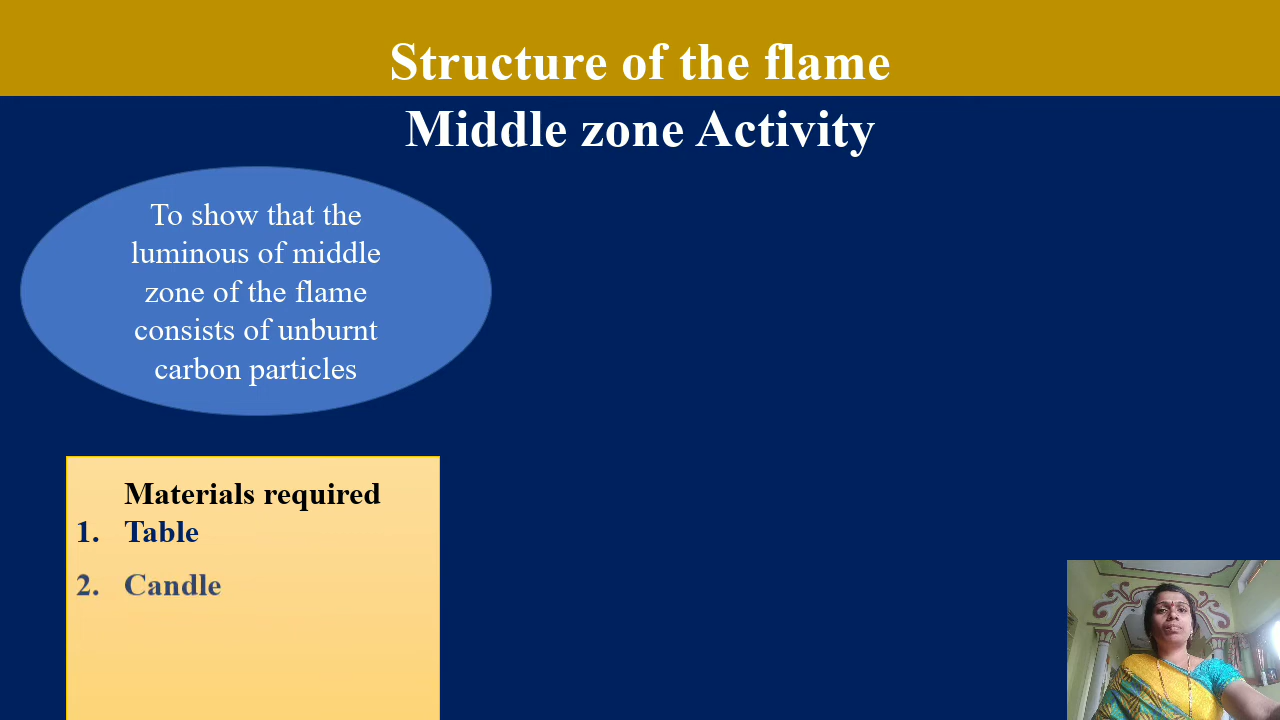 Structure of the flame
Middle zone Activity
To show that the
luminous of middle
zone of the flame
consists of unburnt
carbon particles
Materials required
1. Table
2. Candle